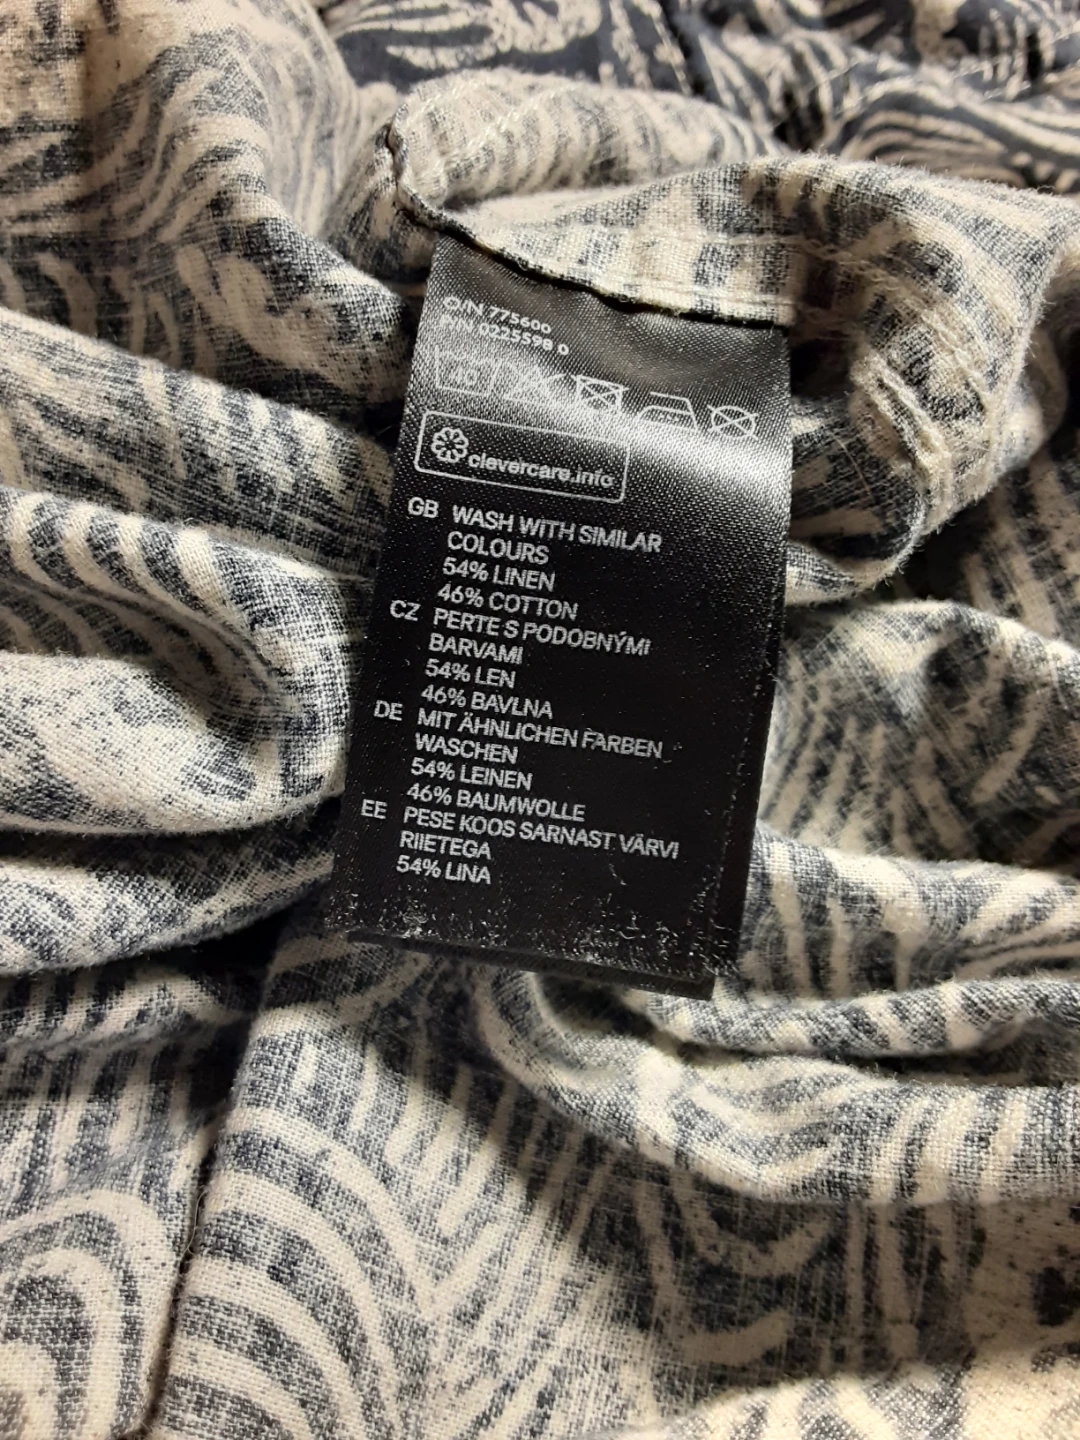 O/N 775600
P/N 0225598 0
clevercare.info
GB WASH WITH SIMILAR
COLOURS
54% LINEN
46% COTTON
CZ PERTE S PODOBNÝMI
BARVAMI
54% LEN
46% BAVLNA
DE MIT ÄHNLICHEN FARBEN
WASCHEN
54% LEINEN
46% BAUMWOLLE
EE PESE KOOS SARNAST VÄRVI
RIIETEGA
54% LINA